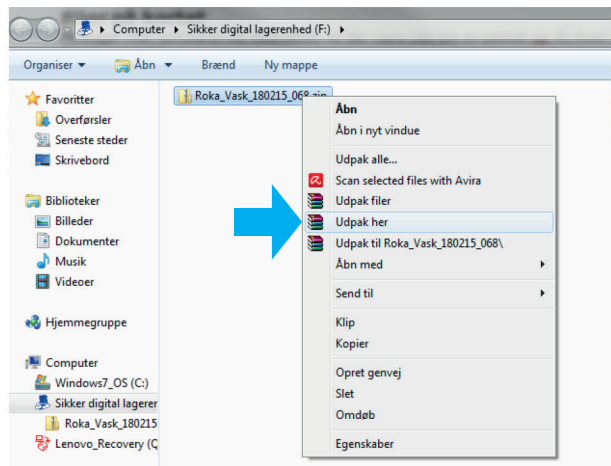 Computer ▸ Sikker digital lagerenhed (F:) ▸
Organiser Åbn Brænd Ny mappe
Favoritter
Overførsler
Seneste steder
Skrivebord
Biblioteker
Billeder
Dokumenter
Musik
Videoer
Hjemmegruppe
Computer
Windows7_OS (C:)
Sikker digital lagerer
Roka_Vask_180215
Lenovo_Recovery (Q
Roka_Vask_180215_068.zip
Åbn
Åbn i nyt vindue
Udpak alle...
Scan selected files with Avira
Udpak filer
Udpak her
Udpak til Roka_Vask_180215_068\
Åbn med
Send til
Klip
Kopier
Opret genvej
Slet
Omdøb
Egenskaber